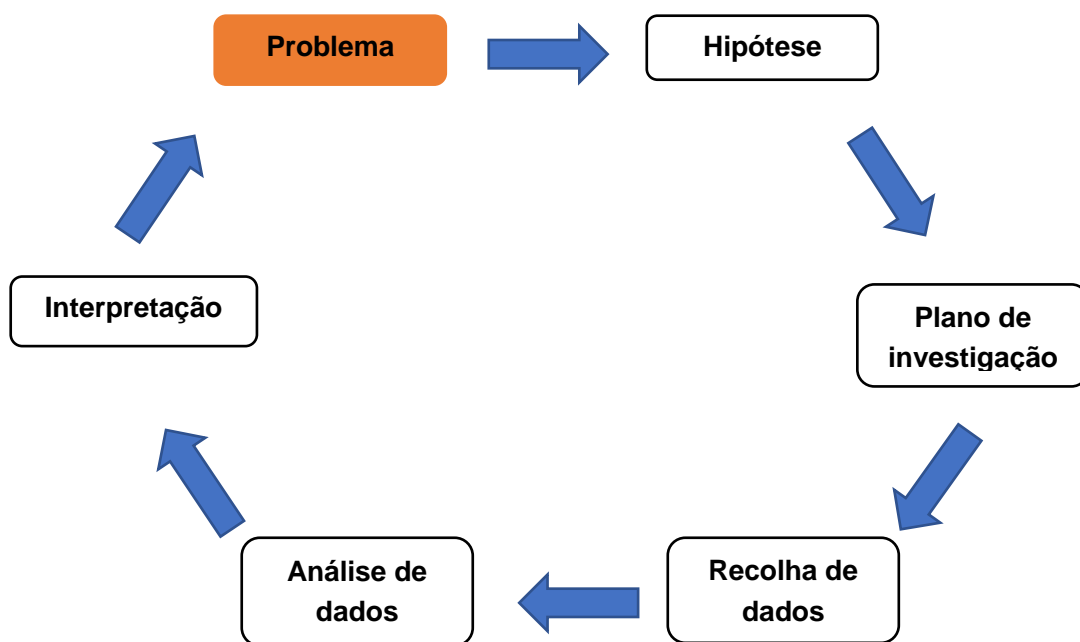 Problema
Hipótese
Plano de
investigação
Recolha de
dados
Análise de
dados
Interpretação